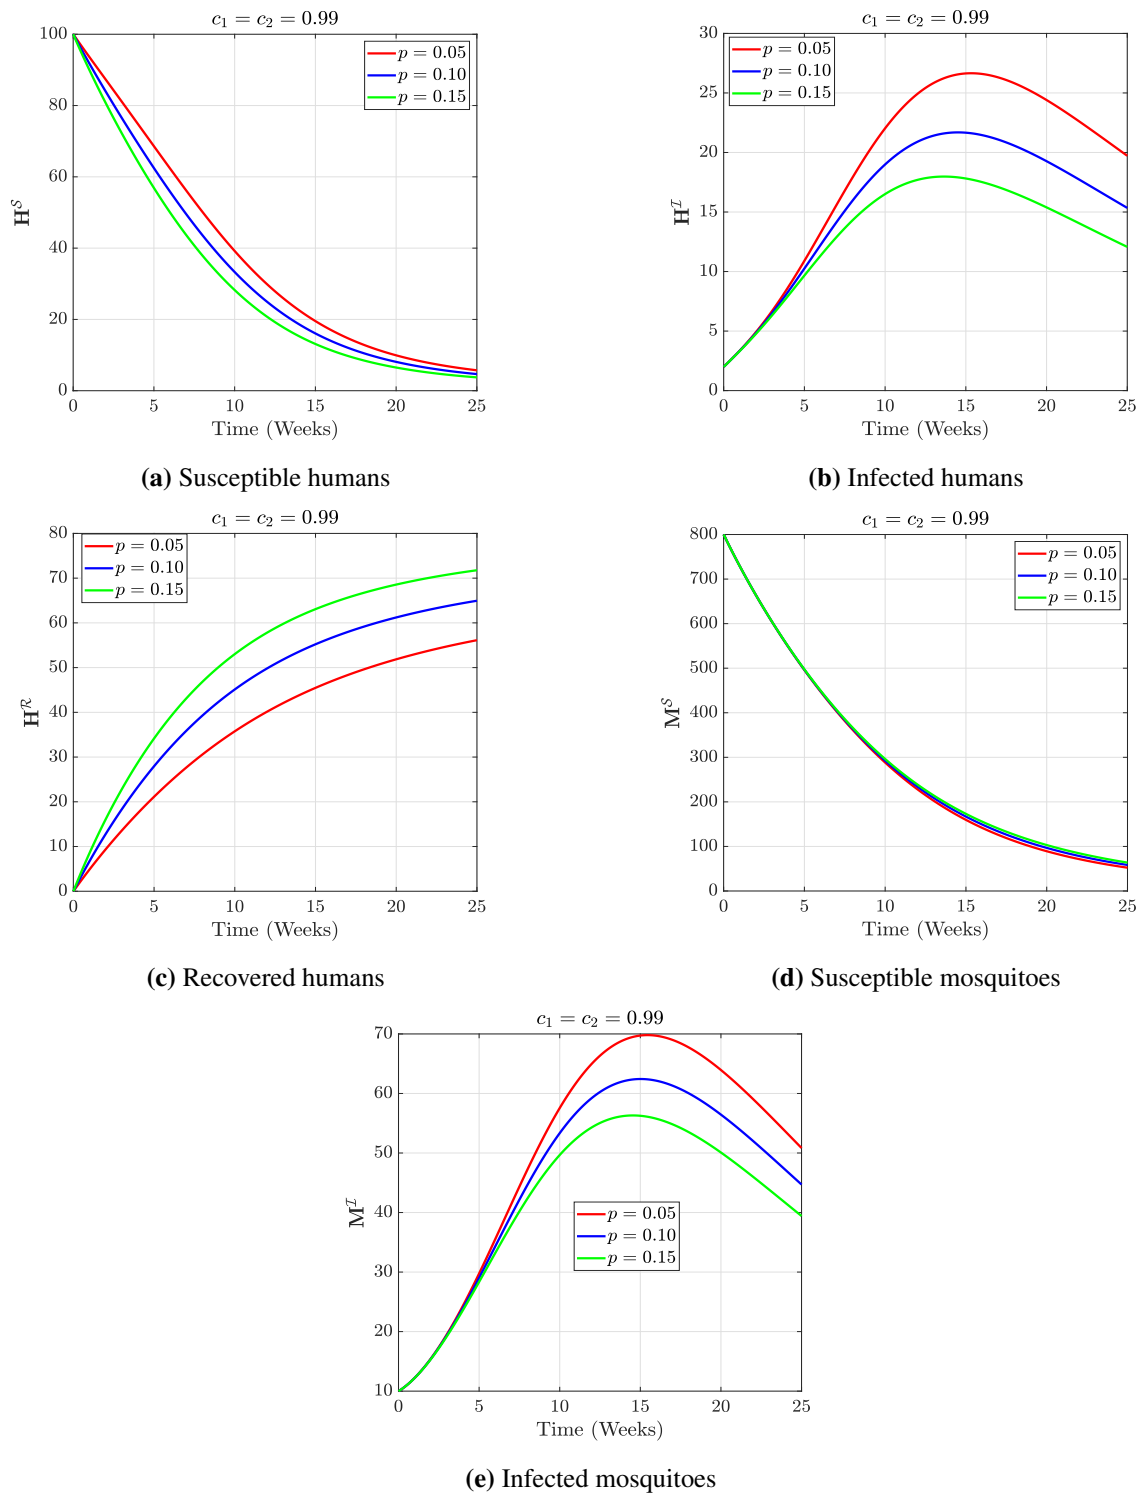 c₁ = c₂ = 0.99
p = 0.05
p = 0.10
p = 0.15
100
80
60
40
20
0
H^S
0 5 10 15 20 25
Time (Weeks)
(a) Susceptible humans
c₁ = c₂ = 0.99
p = 0.05
p = 0.10
p = 0.15
30
25
20
15
10
5
0
H^I
0 5 10 15 20 25
Time (Weeks)
(b) Infected humans
c₁ = c₂ = 0.99
p = 0.05
p = 0.10
p = 0.15
80
70
60
50
40
30
20
10
0
H^R
0 5 10 15 20 25
Time (Weeks)
(c) Recovered humans
c₁ = c₂ = 0.99
p = 0.05
p = 0.10
p = 0.15
800
700
600
500
400
300
200
100
0
M^S
0 5 10 15 20 25
Time (Weeks)
(d) Susceptible mosquitoes
c₁ = c₂ = 0.99
70
60
50
40
30
20
10
M^I
p = 0.05
p = 0.10
p = 0.15
0 5 10 15 20 25
Time (Weeks)
(e) Infected mosquitoes